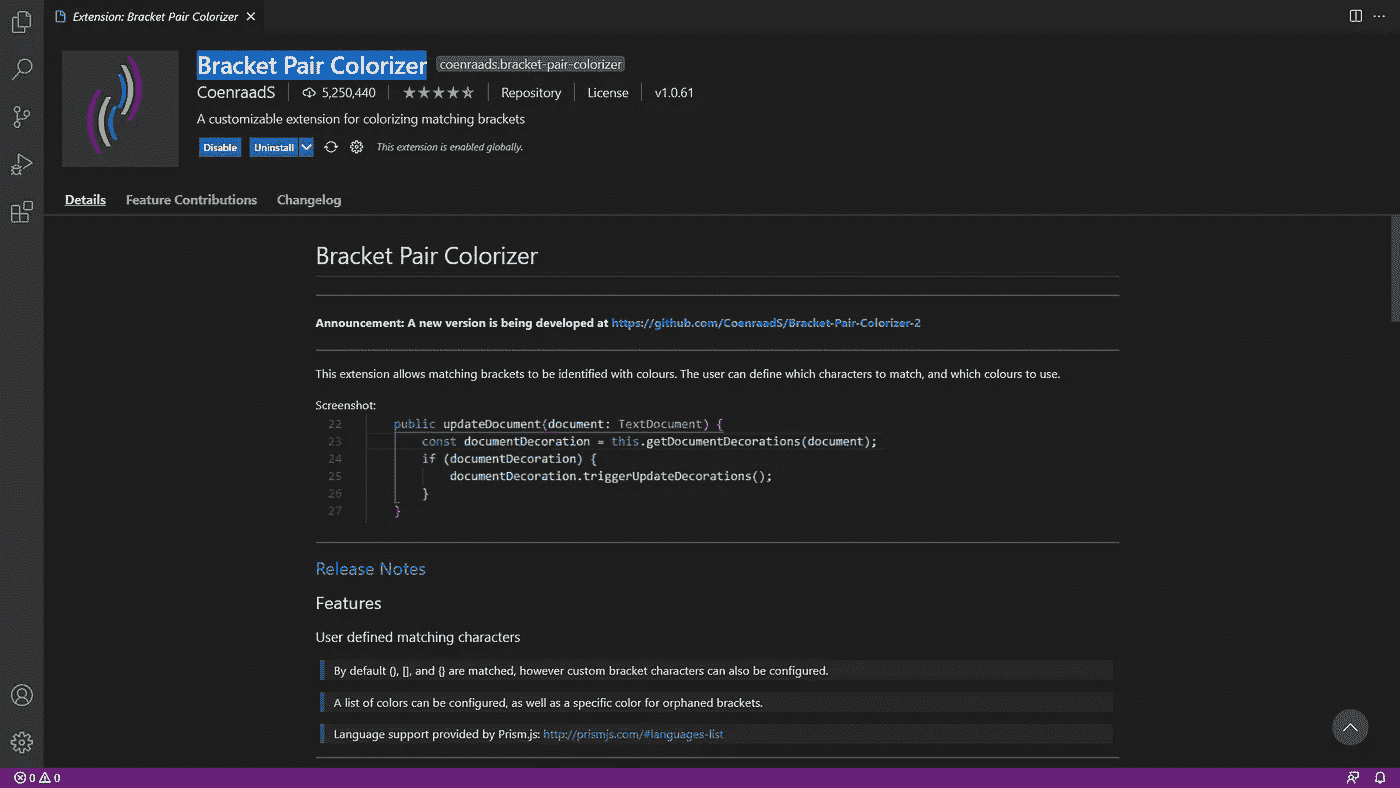 Extension: Bracket Pair Colorizer
Bracket Pair Colorizer coenraads.bracket-pair-colorizer
CoenraadS 5,250,440 Repository License v1.0.61
A customizable extension for colorizing matching brackets
Disable Uninstall This extension is enabled globally.
Details Feature Contributions Changelog
Bracket Pair Colorizer
Announcement: A new version is being developed at https://github.com/CoenraadS/Bracket-Pair-Colorizer-2
This extension allows matching brackets to be identified with colours. The user can define which characters to match, and which colours to use.
Screenshot:
22 public updateDocument(document: TextDocument) {
23 const documentDecoration = this.getDocumentDecorations(document);
24 if (documentDecoration) {
25 documentDecoration.triggerUpdateDecorations();
26 }
27 }
Release Notes
Features
User defined matching characters
By default (), [], and {} are matched, however custom bracket characters can also be configured.
A list of colors can be configured, as well as a specific color for orphaned brackets.
Language support provided by Prism.js: http://prismjs.com/#languages-list
0 0